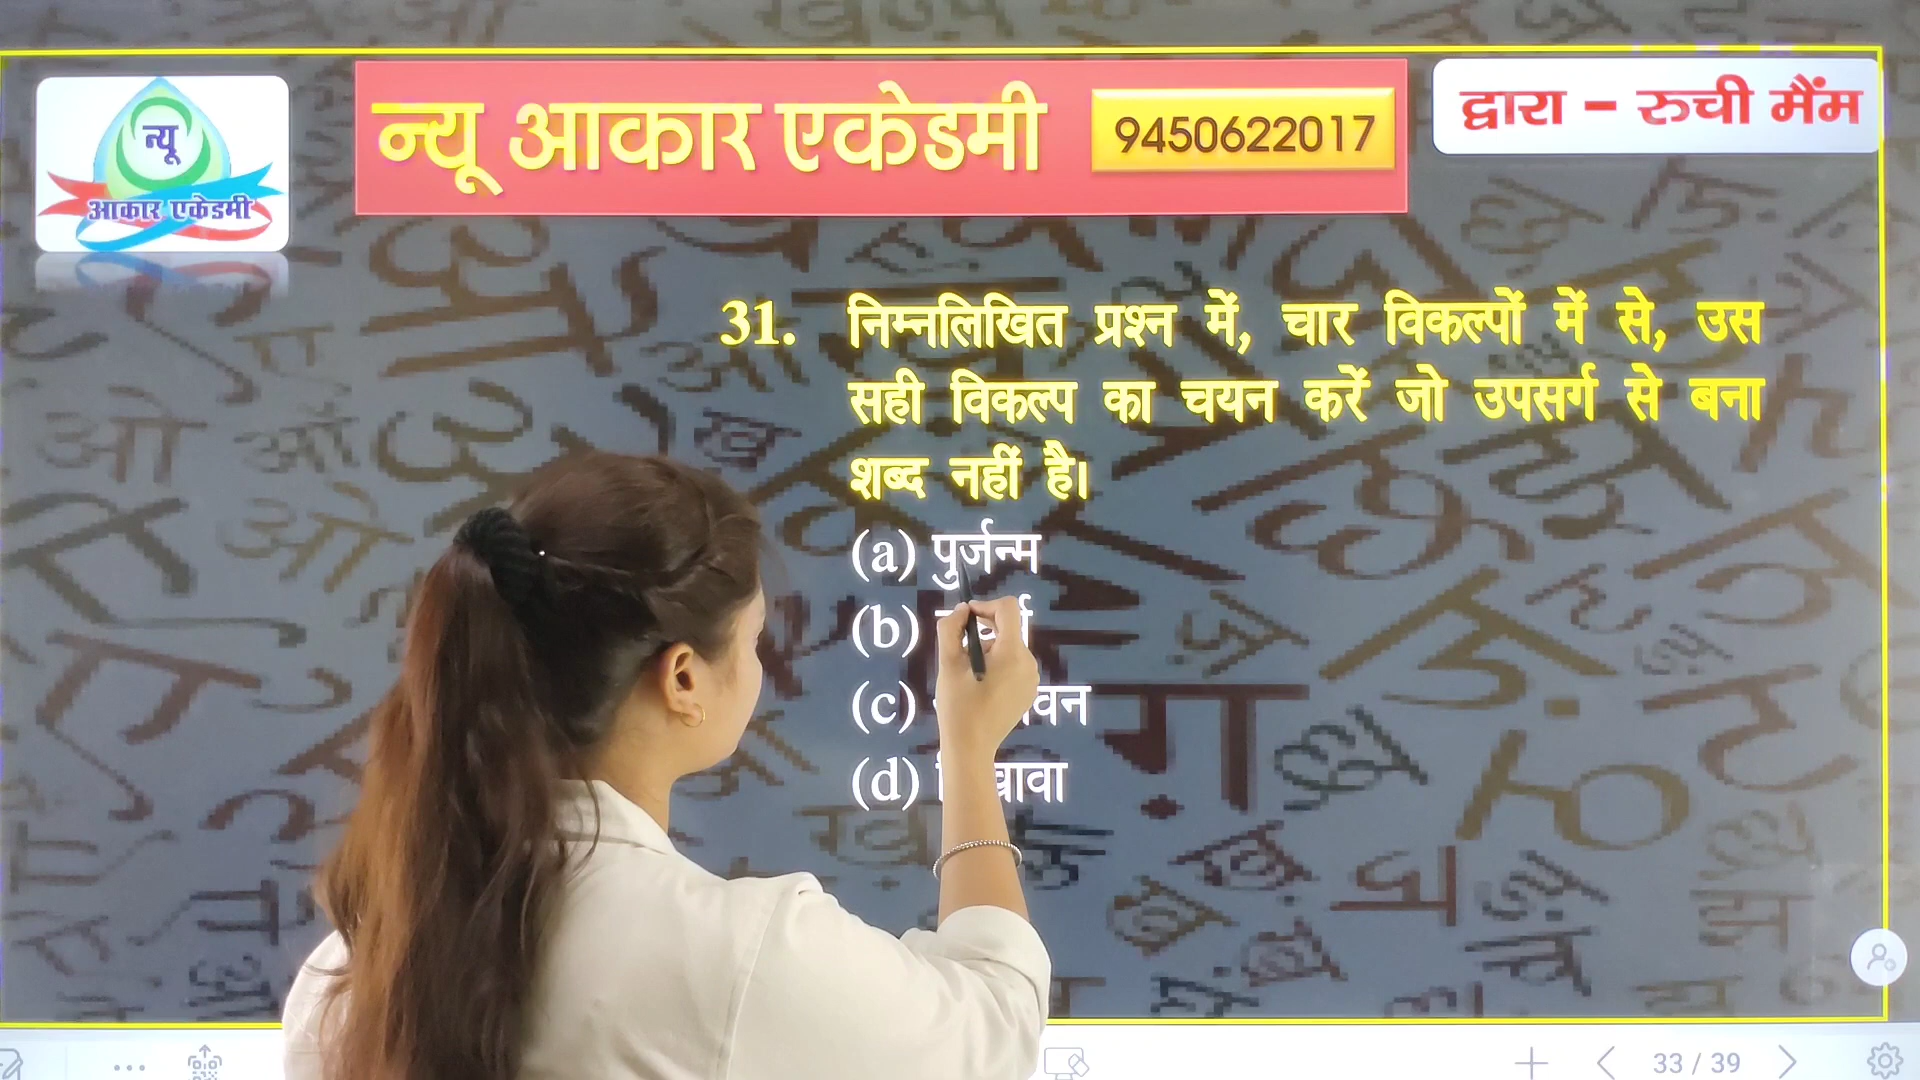 न्यू
आकार एकेडमी
न्यू आकार एकेडमी
9450622017
द्वारा – रुची मैंम
31. निम्नलिखित प्रश्न में, चार विकल्पों में से, उस
सही विकल्प का चयन करें जो उपसर्ग से बना
शब्द नहीं है।
(a) पुर्जन्म
(b)
(c)
(d)
33 / 39